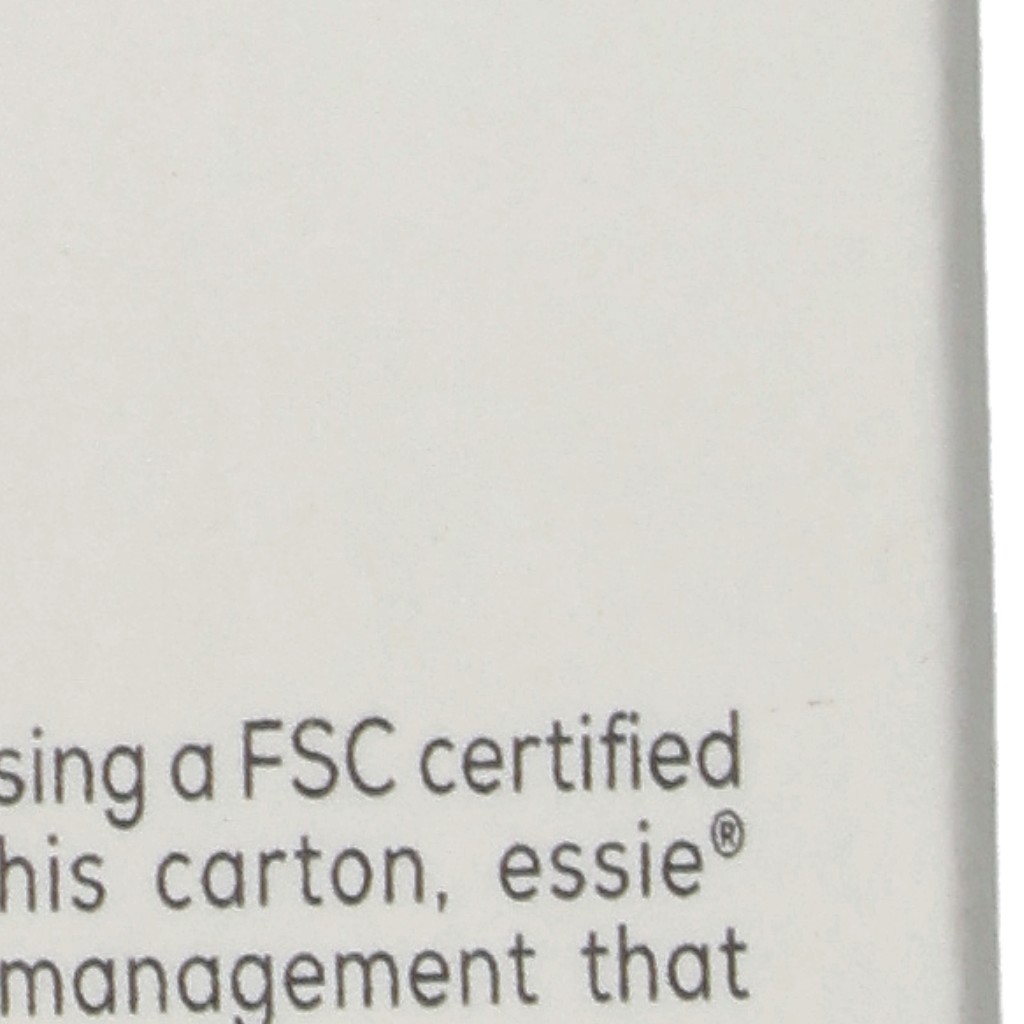 sing a FSC certified
his carton, essie®
management that